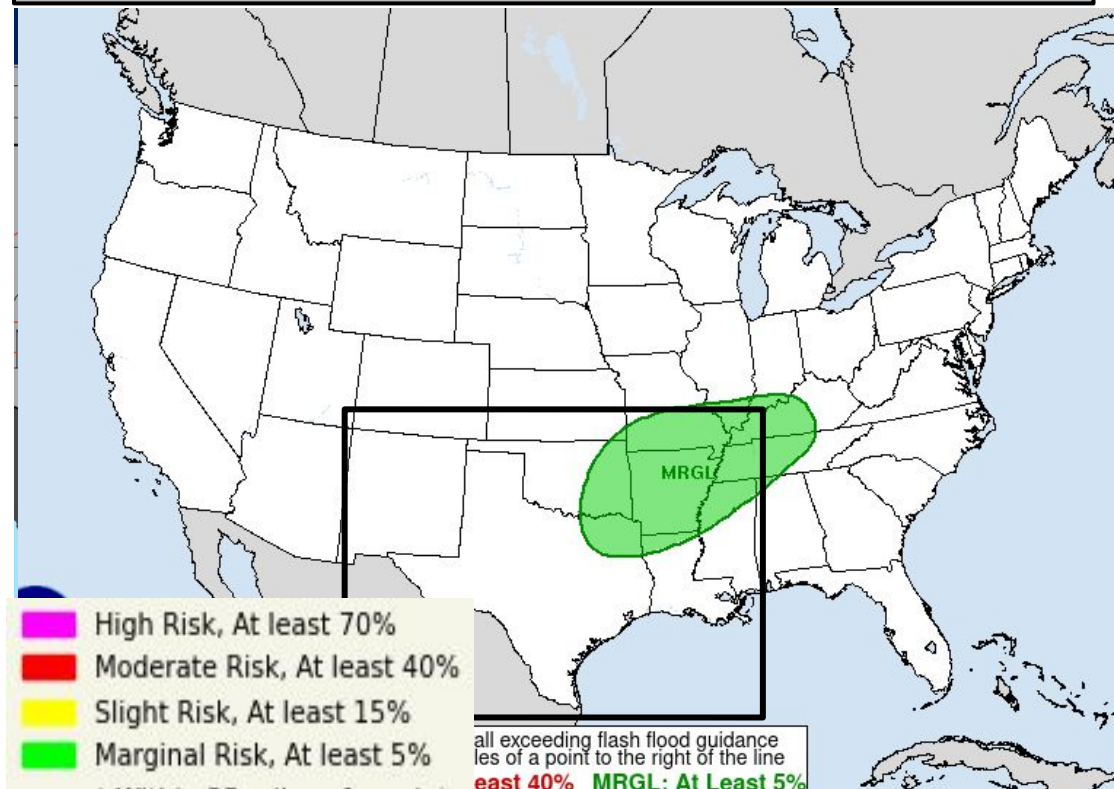 MRGL
High Risk, At least 70%
Moderate Risk, At least 40%
Slight Risk, At least 15%
Marginal Risk, At least 5%
all exceeding flash flood guidance
les of a point to the right of the line
east 40% MRGL: At Least 5%